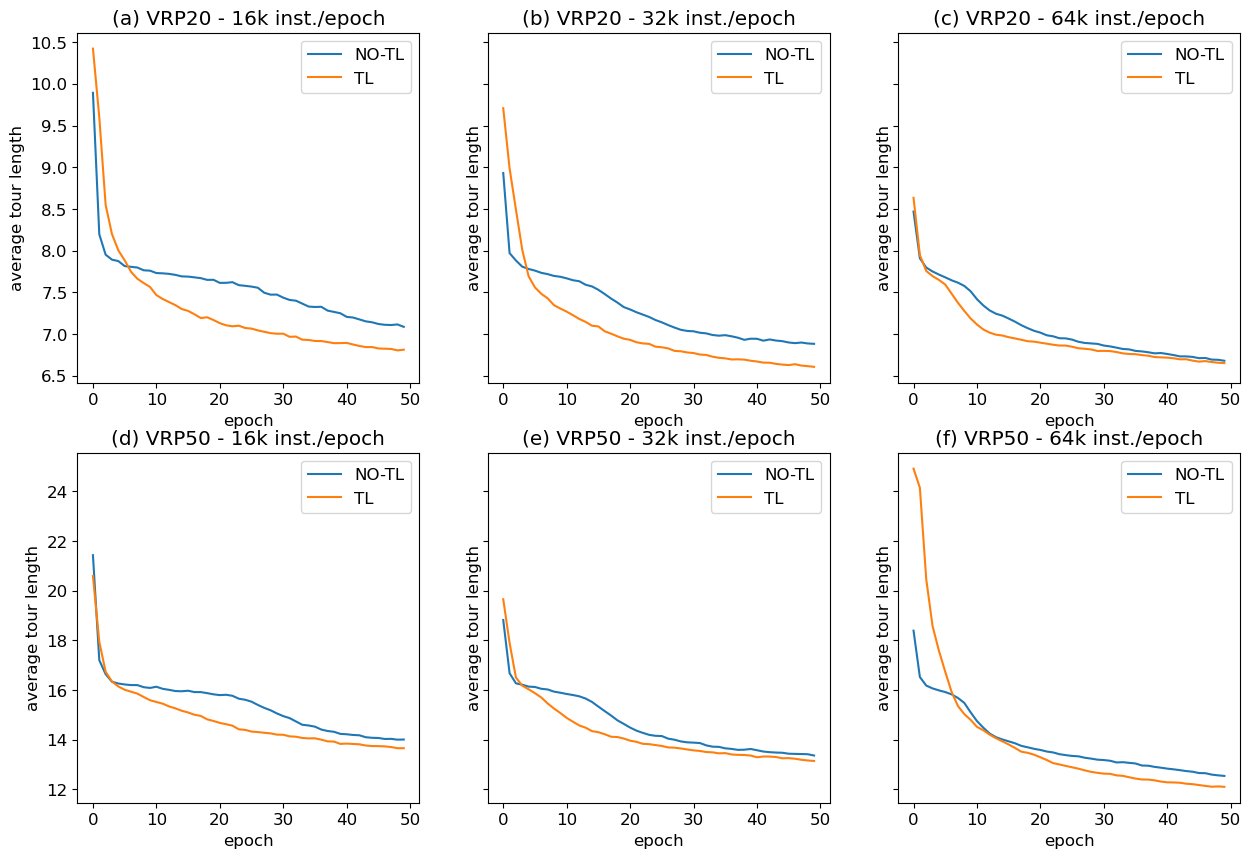 (a) VRP20 - 16k inst./epoch
NO-TL
TL
average tour length
10.5
10.0
9.5
9.0
8.5
8.0
7.5
7.0
6.5
0 10 20 30 40 50
epoch
(b) VRP20 - 32k inst./epoch
NO-TL
TL
average tour length
0 10 20 30 40 50
epoch
(c) VRP20 - 64k inst./epoch
NO-TL
TL
average tour length
0 10 20 30 40 50
epoch
(d) VRP50 - 16k inst./epoch
NO-TL
TL
average tour length
24
22
20
18
16
14
12
0 10 20 30 40 50
epoch
(e) VRP50 - 32k inst./epoch
NO-TL
TL
average tour length
0 10 20 30 40 50
epoch
(f) VRP50 - 64k inst./epoch
NO-TL
TL
average tour length
0 10 20 30 40 50
epoch